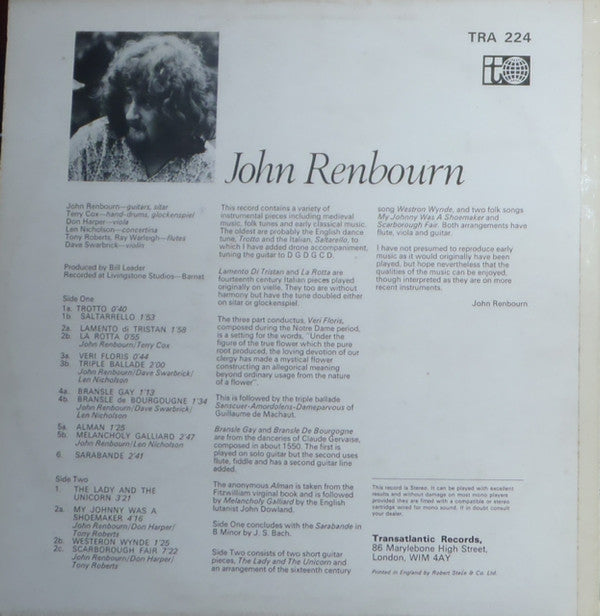 TRA 224
John Renbourn
John Renbourn—guitars, sitar
Terry Cox—hand-drums, glockenspiel
Don Harper—viola
Len Nicholson—concertina
Tony Roberts, Ray Warleigh—flutes
Dave Swarbrick—violin
Produced by Bill Leader
Recorded at Livingstone Studios—Barnet
Side One
1a. TROTTO 0'40
1b. SALTARRELLO 1'53
2a. LAMENTO di TRISTAN 1'58
2b. LA ROTTA 0'55
John Renbourn/Terry Cox
3a. VERI FLORIS 0'44
3b TRIPLE BALLADE 2'00
John Renbourn/Dave Swarbrick/
Len Nicholson
4a. BRANSLE GAY 1'13
4b. BRANSLE de BOURGOUGNE 1'34
John Renbourn/Dave Swarbrick/
Len Nicholson
5a. ALMAN 1'25
5b. MELANCHOLY GALLIARD 2'47
John Renbourn/Len Nicholson
6. SARABANDE 2'41
Side Two
1. THE LADY AND THE
UNICORN 3'21
2a. MY JOHNNY WAS A
SHOEMAKER 4'16
John Renbourn/Don Harper/
Tony Roberts
2b. WESTERON WYNDE 1'25
2c. SCARBOROUGH FAIR 7'22
John Renbourn/Don Harper/
Tony Roberts
This record contains a variety of
instrumental pieces including medieval
music, folk tunes and early classical music.
The oldest are probably the English dance
tune, Trotto and the Italian, Saltarello, to
which I have added drone accompaniment,
tuning the guitar to D G D G C D.
Lamento Di Tristan and La Rotta are
fourteenth century Italian pieces played
originally on vielle. They too are without
harmony but have the tune doubled either
on sitar or glockenspiel.
The three part conductus, Veri Floris,
composed during the Notre Dame period,
is a setting for the words, "Under the
figure of the true flower which the pure
root produced, the loving devotion of our
clergy has made a mystical flower
constructing an allegorical meaning
beyond ordinary usage from the nature
of a flower".
This is followed by the triple ballade
Sanscuer-Amordolens-Dameparvous of
Guillaume de Machaut.
Bransle Gay and Bransle De Bourgogne
are from the danceries of Claude Gervaise,
composed in about 1550. The first is
played on solo guitar but the second uses
flute, fiddle and has a second guitar line
added.
The anonymous Alman is taken from the
Fitzwilliam virginal book and is followed
by Melancholy Galliard by the English
lutanist John Dowland.
Side One concludes with the Sarabande in
B Minor by J. S. Bach.
Side Two consists of two short guitar
pieces, The Lady and The Unicorn and
an arrangement of the sixteenth century
song Westron Wynde, and two folk songs
My Johnny Was A Shoemaker and
Scarborough Fair. Both arrangements have
flute, viola and guitar.
I have not presumed to reproduce early
music as it would originally have been
played, but hope nevertheless that the
qualities of the music can be enjoyed,
though interpreted as they are on more
recent instruments.
John Renbourn
This record is Stereo. It can be played with excellent
results and without damage on most mono players
provided they are fitted with a compatible or stereo
cartridge wired for mono sound. If in doubt consult
your dealer.
Transatlantic Records,
86 Marylebone High Street,
London, WIM 4AY
Printed in England by Robert Stace & Co. Ltd.